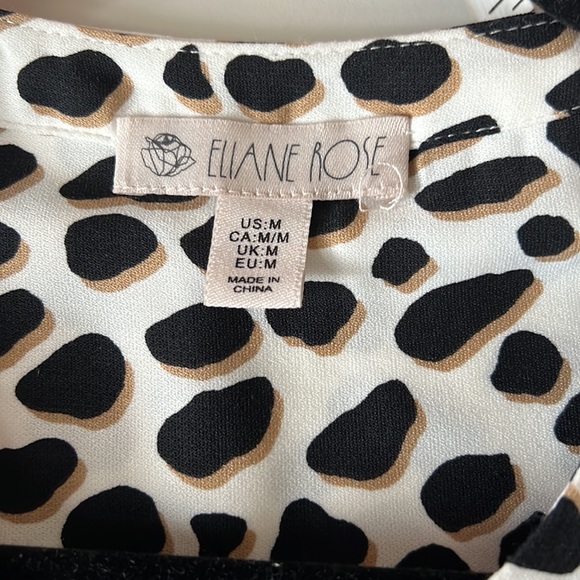 ELIANE ROSE
US:M
CA:M/M
UK:M
EU:M
MADE IN
CHINA